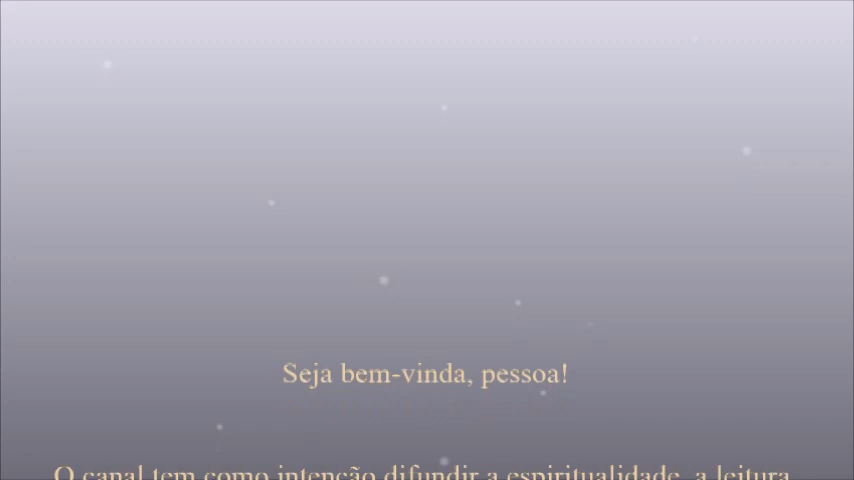 Seja bem-vinda, pessoa!
O canal tem como intenção difundir a espiritualidade, a leitura